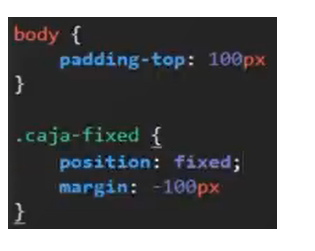 body {
padding-top: 100px
}
.caja-fixed {
position: fixed;
margin: -100px
}